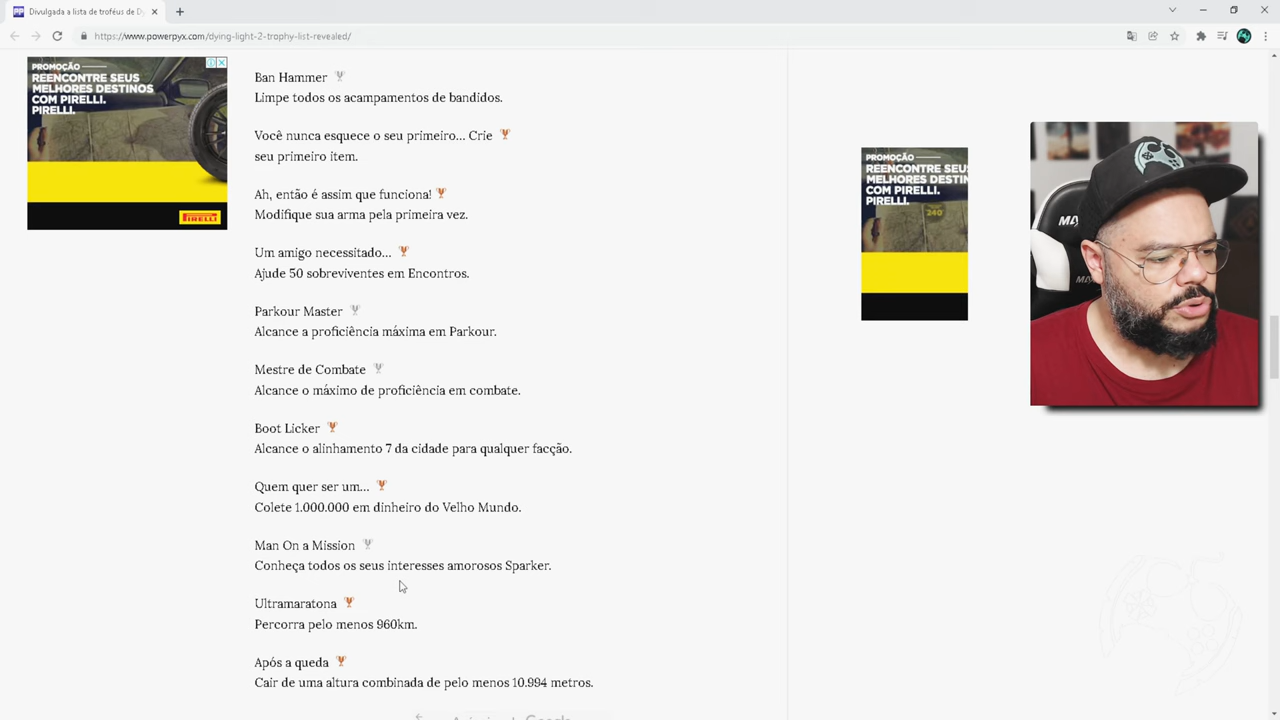 Divulgada a lista de troféus de Dy
https://www.powerpyx.com/dying-light-2-trophy-list-revealed/
PROMOÇÃO
REENCONTRE SEUS
MELHORES DESTINOS
COM PIRELLI.
PIRELLI.
PIRELLI
Ban Hammer
Limpe todos os acampamentos de bandidos.
Você nunca esquece o seu primeiro... Crie
seu primeiro item.
Ah, então é assim que funciona!
Modifique sua arma pela primeira vez.
Um amigo necessitado...
Ajude 50 sobreviventes em Encontros.
Parkour Master
Alcance a proficiência máxima em Parkour.
Mestre de Combate
Alcance o máximo de proficiência em combate.
Boot Licker
Alcance o alinhamento 7 da cidade para qualquer facção.
Quem quer ser um...
Colete 1.000.000 em dinheiro do Velho Mundo.
Man On a Mission
Conheça todos os seus interesses amorosos Sparker.
Ultramaratona
Percorra pelo menos 960km.
Após a queda
Cair de uma altura combinada de pelo menos 10.994 metros.
PROMOÇÃO
REENCONTRE SEU
MELHORES DESTIN
COM PIRELLI.
PIRELLI.
240